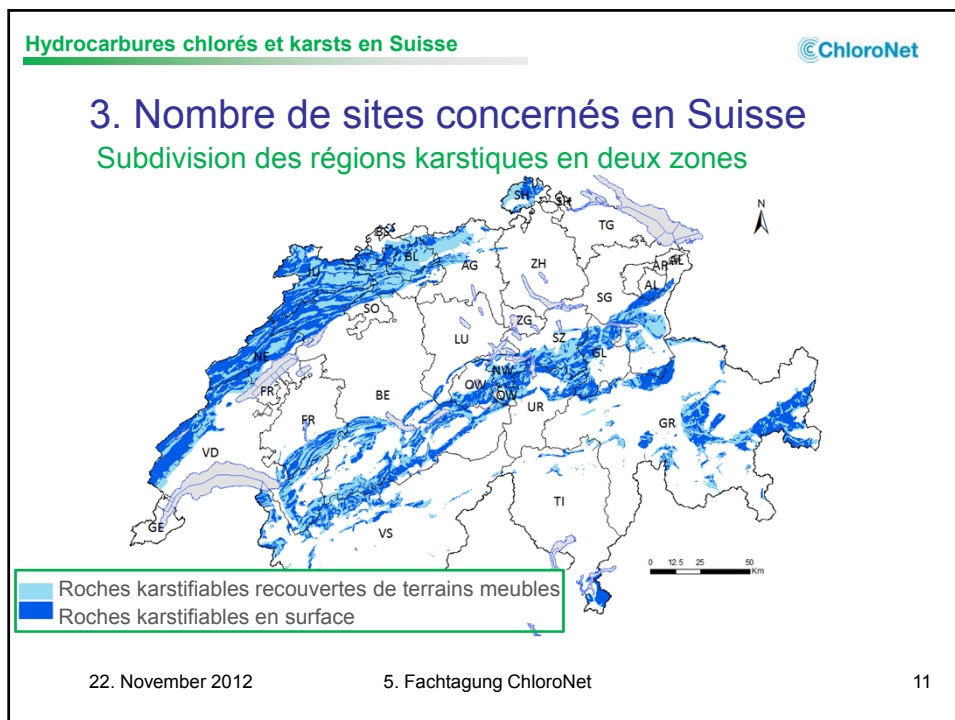 Hydrocarbures chlorés et karsts en Suisse
ChloroNet
3. Nombre de sites concernés en Suisse
Subdivision des régions karstiques en deux zones
N
SH
SH
TG
BS
BL
AG
ZH
AR
AI
AL
JU
SO
SG
LU
ZG
SZ
GL
NE
NW
OW
OW
FR
BE
UR
FR
GR
VD
TI
GE
VS
0 12.5 25 50
Km
Roches karstifiables recouvertes de terrains meubles
Roches karstifiables en surface
22. November 2012 5. Fachtagung ChloroNet 11